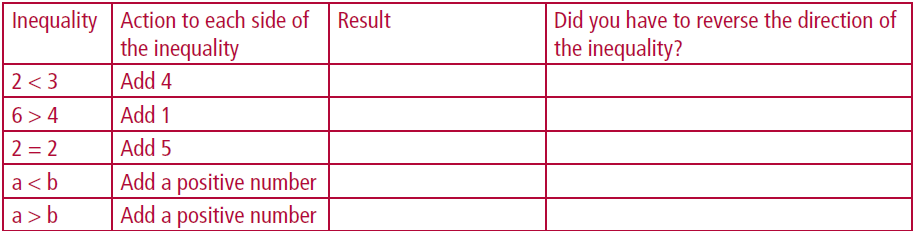 Inequality Action to each side of Result Did you have to reverse the direction of
the inequality the inequality?
2 < 3 Add 4
6 > 4 Add 1
2 = 2 Add 5
a < b Add a positive number
a > b Add a positive number